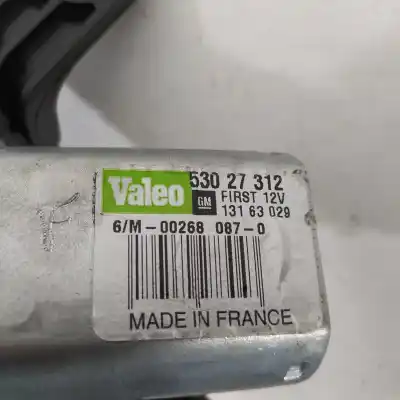 Valeo
530 27 312
GM
FIRST 12V
131 63 029
6/M-00268 087-0
MADE IN FRANCE